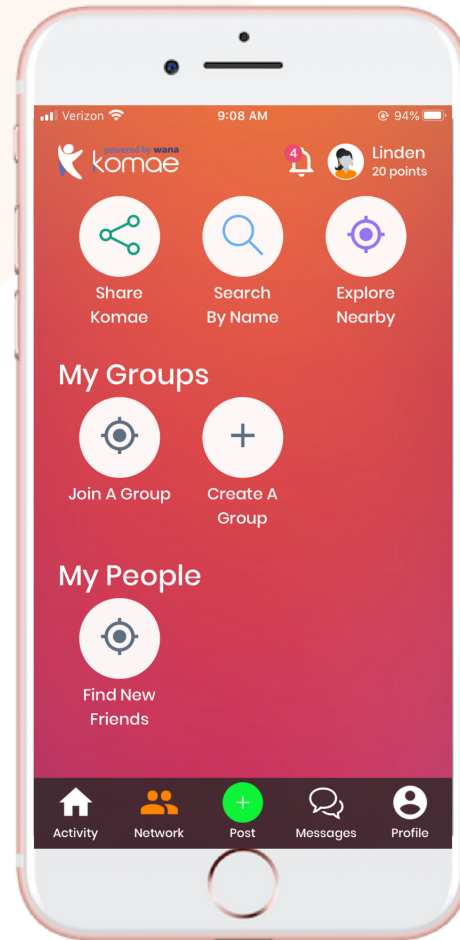 Verizon 9:08 AM 94%
powered by wana
komae
4
Linden
20 points
Share
Komae
Search
By Name
Explore
Nearby
My Groups
Join A Group
Create A
Group
My People
Find New
Friends
Activity Network Post Messages Profile